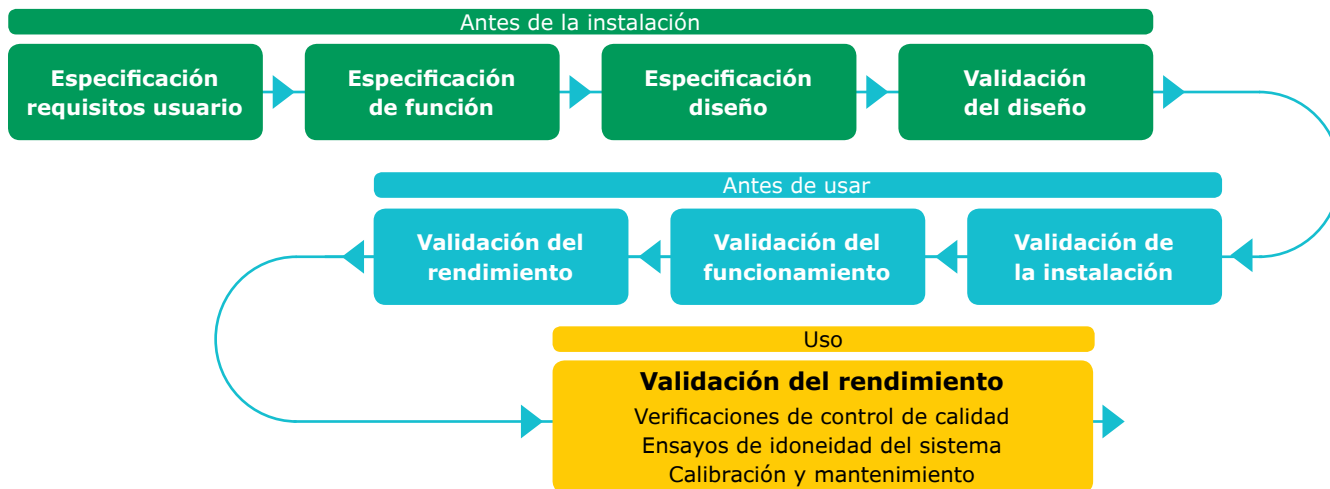 Antes de la instalación
Especificación
requisitos usuario
Especificación
de función
Especificación
diseño
Validación
del diseño
Antes de usar
Validación del
rendimiento
Validación del
funcionamiento
Validación de
la instalación
Uso
Validación del rendimiento
Verificaciones de control de calidad
Ensayos de idoneidad del sistema
Calibración y mantenimiento